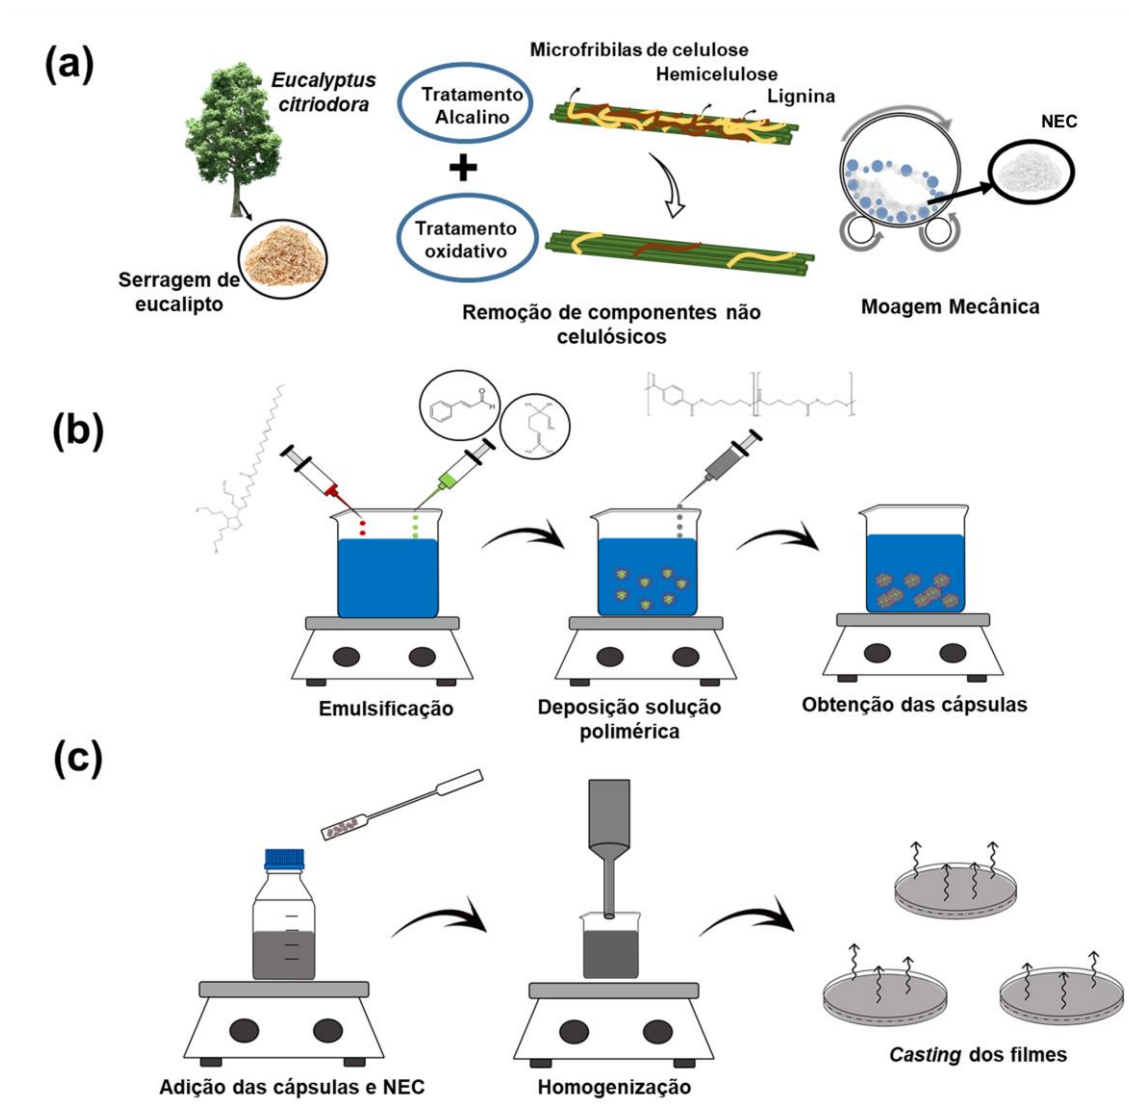 (a)
Eucalyptus
citriodora
Serragem de
eucalipto
Tratamento
Alcalino
+
Tratamento
oxidativo
Microfribilas de celulose
Hemicelulose
Lignina
Remoção de componentes não
celulósicos
NEC
Moagem Mecânica
(b)
Emulsificação
Deposição solução
polimérica
Obtenção das cápsulas
(c)
Adição das cápsulas e NEC
Homogenização
Casting dos filmes